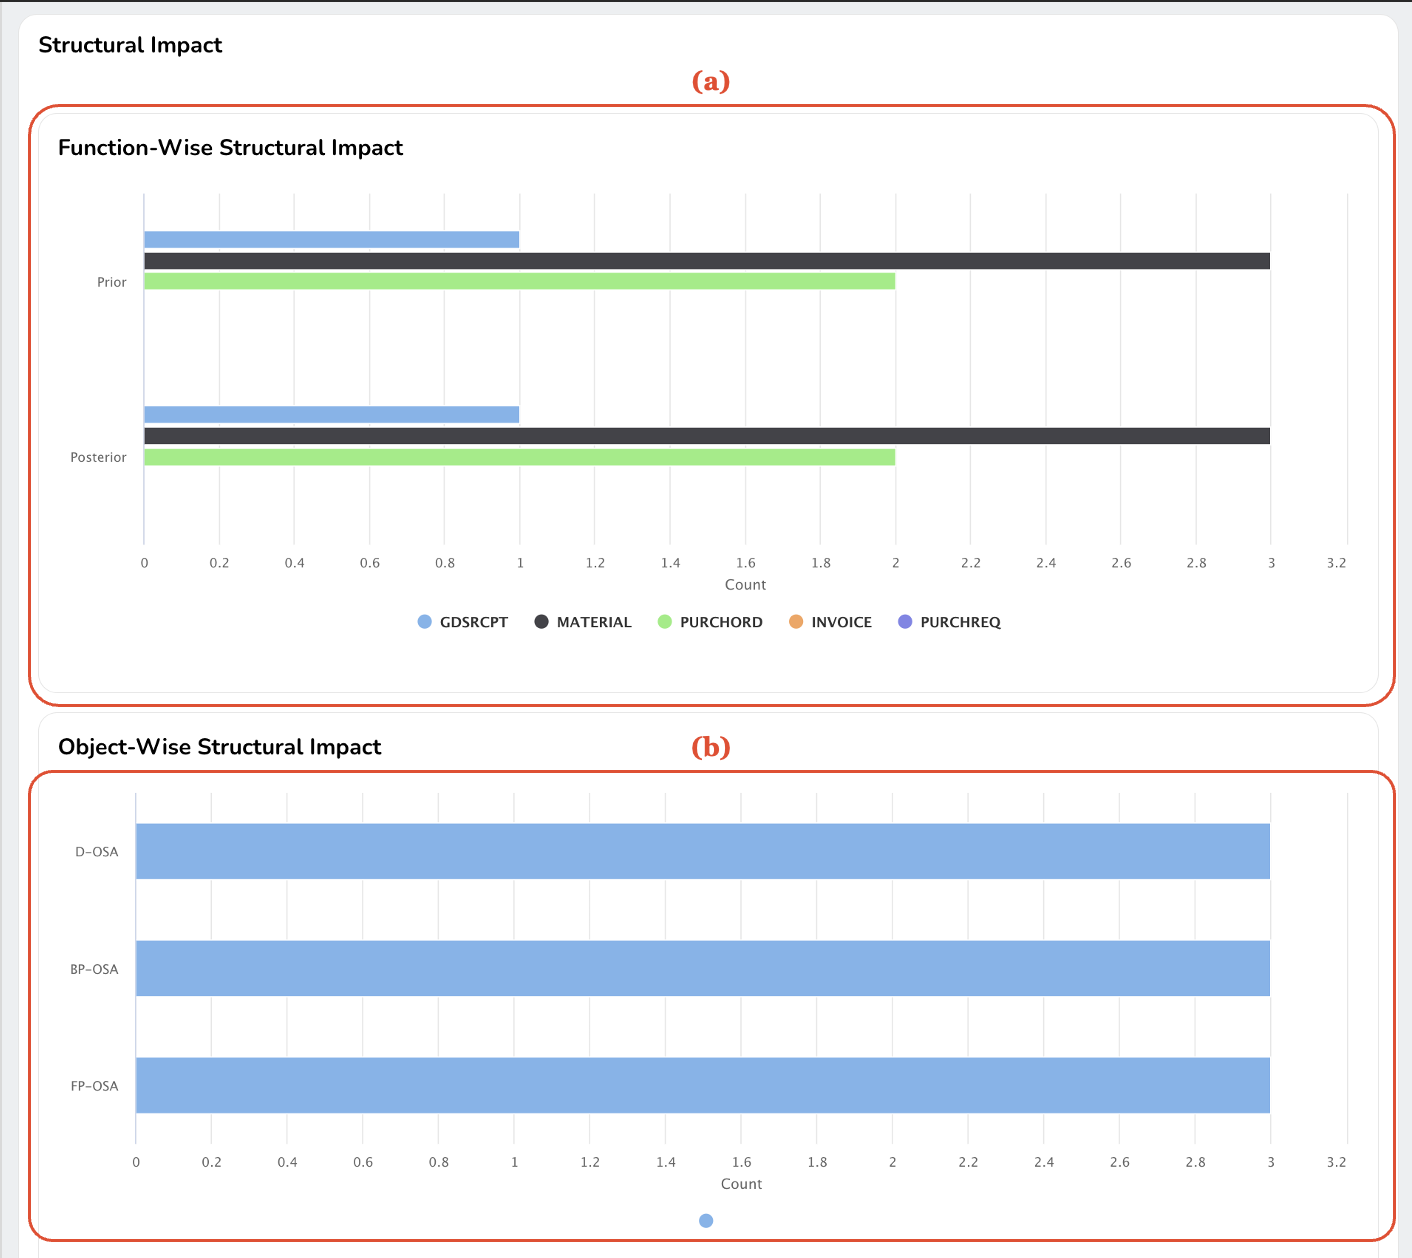 Structural Impact
(a)
Function-Wise Structural Impact
Prior
Posterior
0 0.2 0.4 0.6 0.8 1 1.2 1.4 1.6 1.8 2 2.2 2.4 2.6 2.8 3 3.2
Count
GDSRCPT MATERIAL PURCHORD INVOICE PURCHREQ
Object-Wise Structural Impact (b)
D-OSA
BP-OSA
FP-OSA
0 0.2 0.4 0.6 0.8 1 1.2 1.4 1.6 1.8 2 2.2 2.4 2.6 2.8 3 3.2
Count